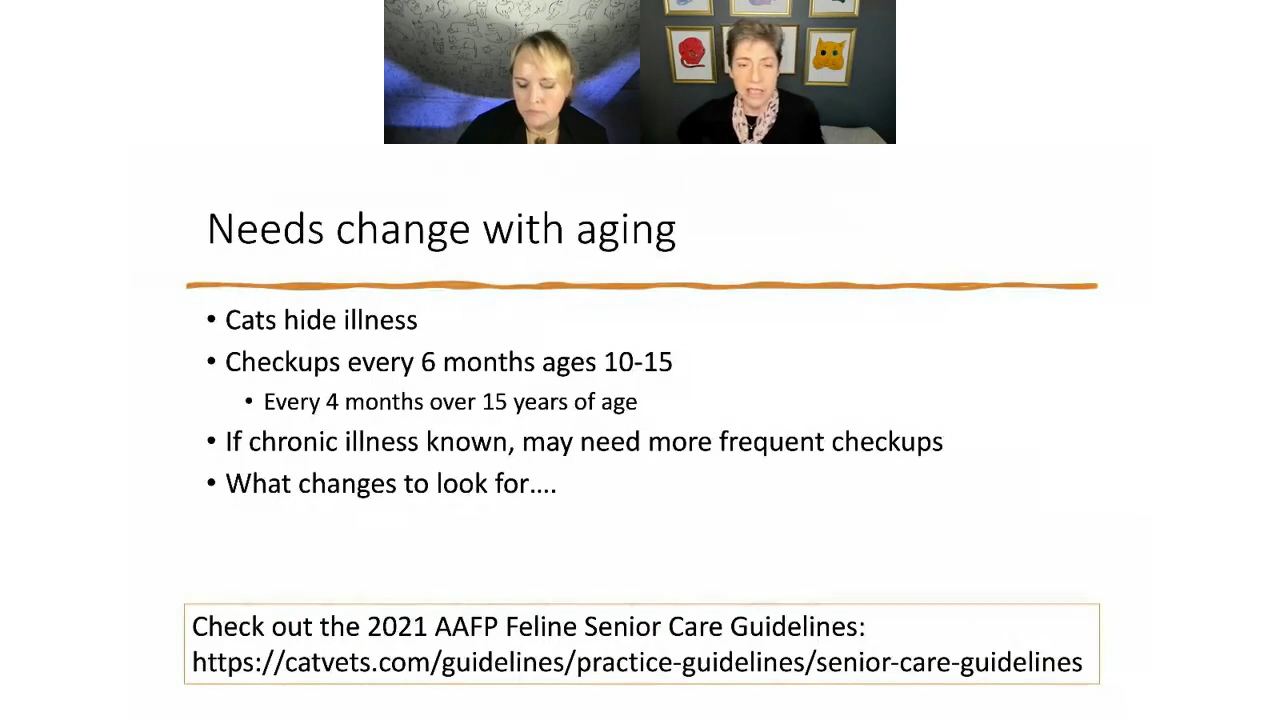 Needs change with aging
• Cats hide illness
• Checkups every 6 months ages 10-15
• Every 4 months over 15 years of age
• If chronic illness known, may need more frequent checkups
• What changes to look for....
Check out the 2021 AAFP Feline Senior Care Guidelines:
https://catvets.com/guidelines/practice-guidelines/senior-care-guidelines